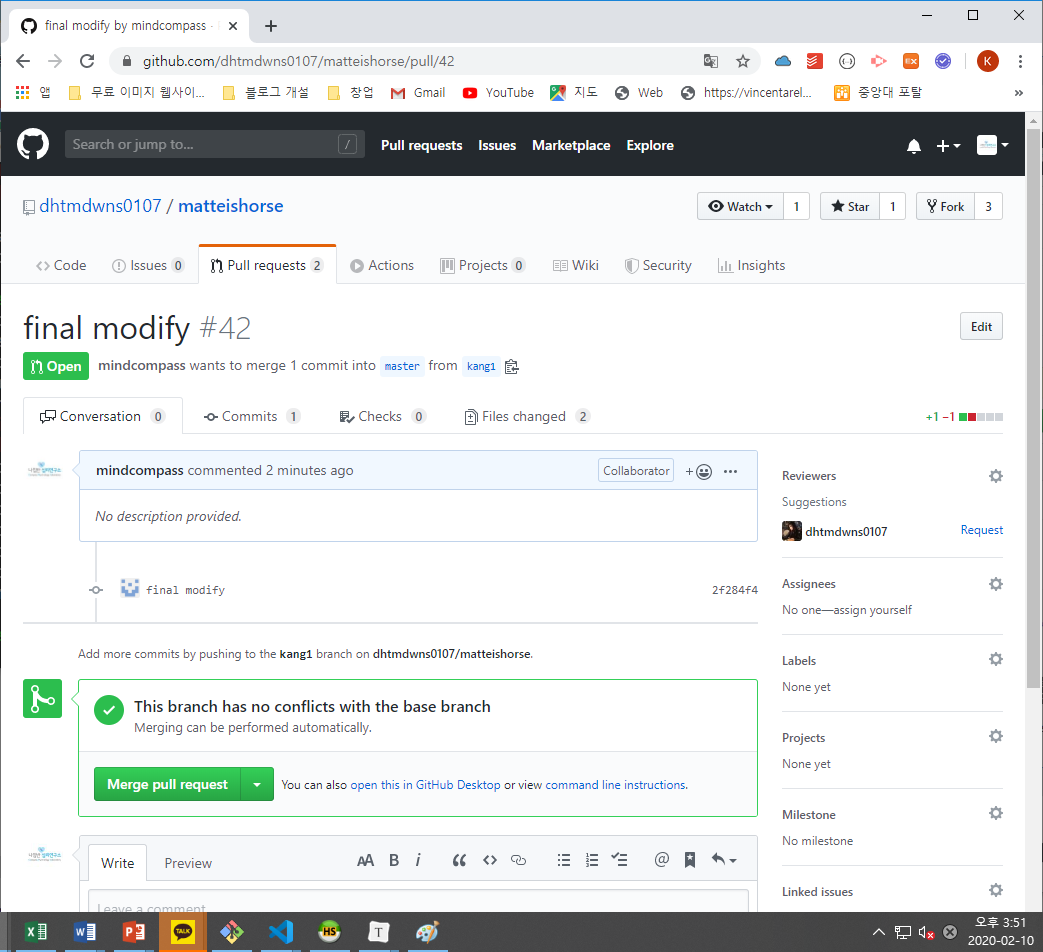 final modify by mindcompass ·
github.com/dhtmdwns0107/matteishorse/pull/42
K
앱 무료 이미지 웹사이... 블로그 개설 창업 Gmail YouTube 지도 Web https://vincentarel... 중앙대 포탈 »
Search or jump to... / Pull requests Issues Marketplace Explore
dhtmdwns0107 / matteishorse Watch 1 Star 1 Fork 3
Code Issues 0 Pull requests 2 Actions Projects 0 Wiki Security Insights
final modify #42 Edit
Open mindcompass wants to merge 1 commit into master from kang1
Conversation 0 Commits 1 Checks 0 Files changed 2 +1 −1
mindcompass commented 2 minutes ago Collaborator
No description provided.
final modify 2f284f4
Add more commits by pushing to the kang1 branch on dhtmdwns0107/matteishorse.
This branch has no conflicts with the base branch
Merging can be performed automatically.
Merge pull request You can also open this in GitHub Desktop or view command line instructions.
Write Preview AA B i
Leave a comment
Reviewers
Suggestions
dhtmdwns0107 Request
Assignees
No one—assign yourself
Labels
None yet
Projects
None yet
Milestone
No milestone
Linked issues
TALK HS T
오후 3:51
2020-02-10